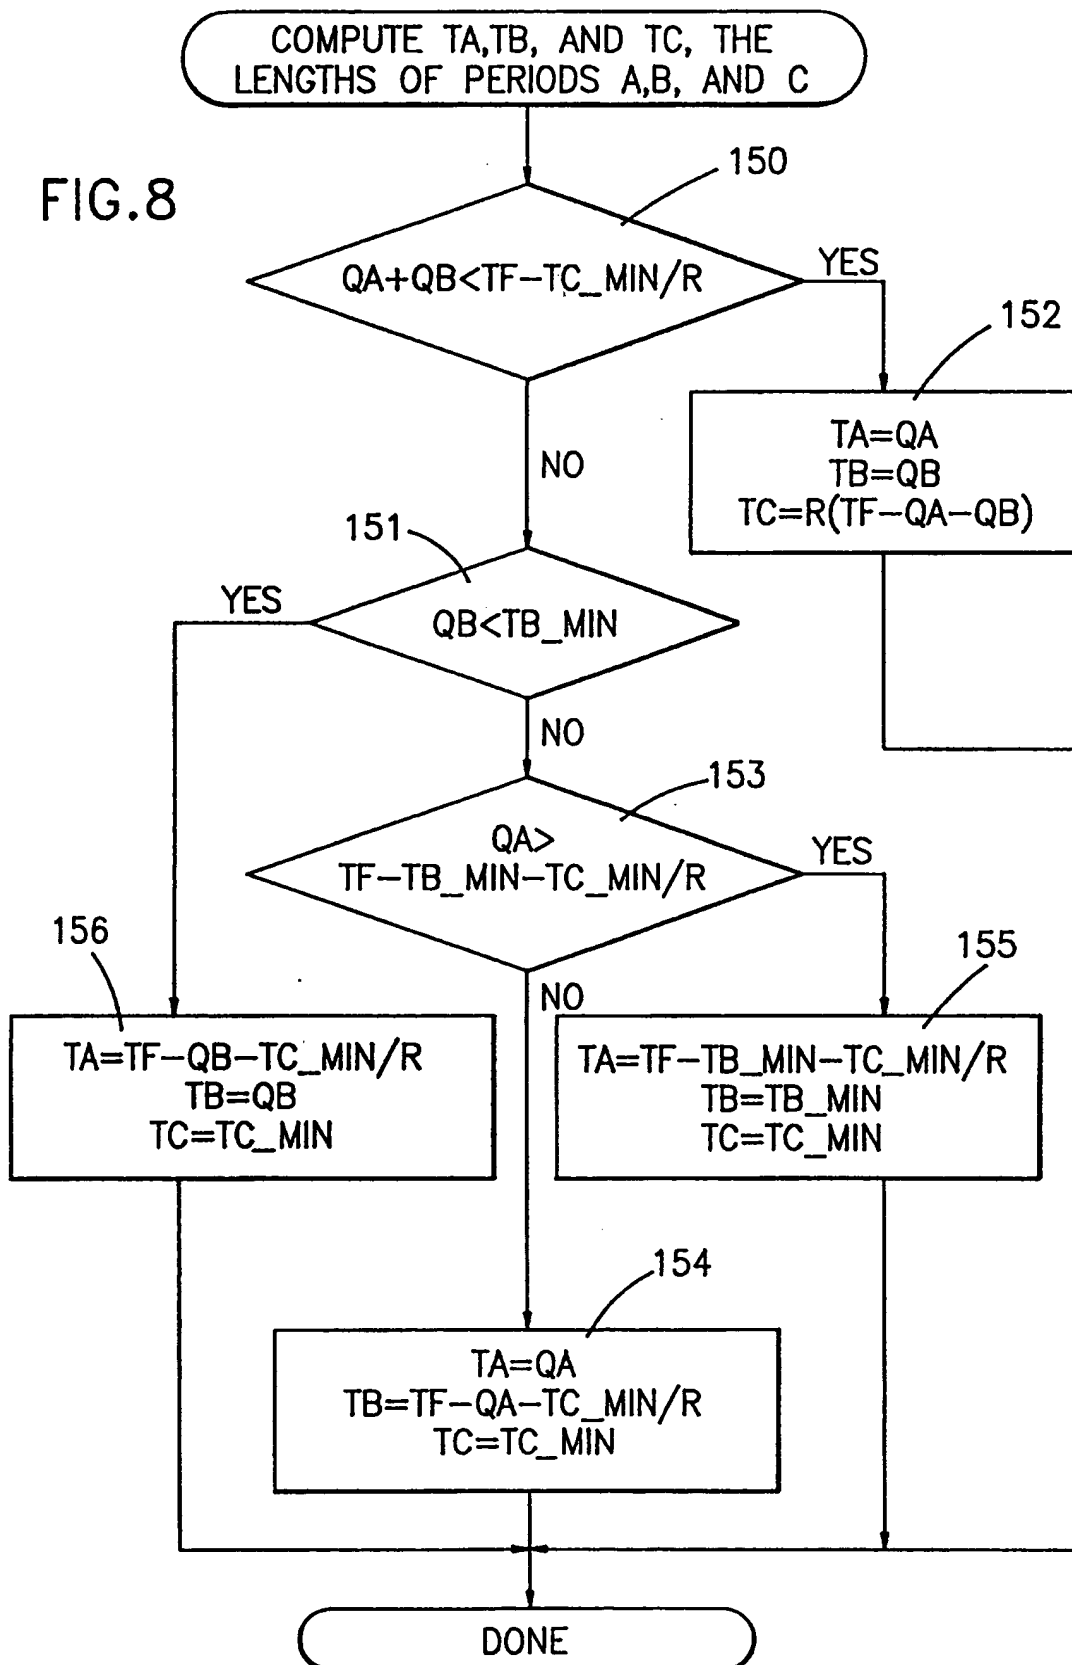 COMPUTE TA,TB, AND TC, THE
LENGTHS OF PERIODS A,B, AND C
FIG.8
150
QA+QB<TF-TC_MIN/R
YES
152
TA=QA
TB=QB
TC=R(TF-QA-QB)
NO
151
YES
QB<TB_MIN
NO
153
QA>
TF-TB_MIN-TC_MIN/R
YES
156
155
NO
TA=TF-QB-TC_MIN/R
TB=QB
TC=TC_MIN
TA=TF-TB_MIN-TC_MIN/R
TB=TB_MIN
TC=TC_MIN
154
TA=QA
TB=TF-QA-TC_MIN/R
TC=TC_MIN
DONE